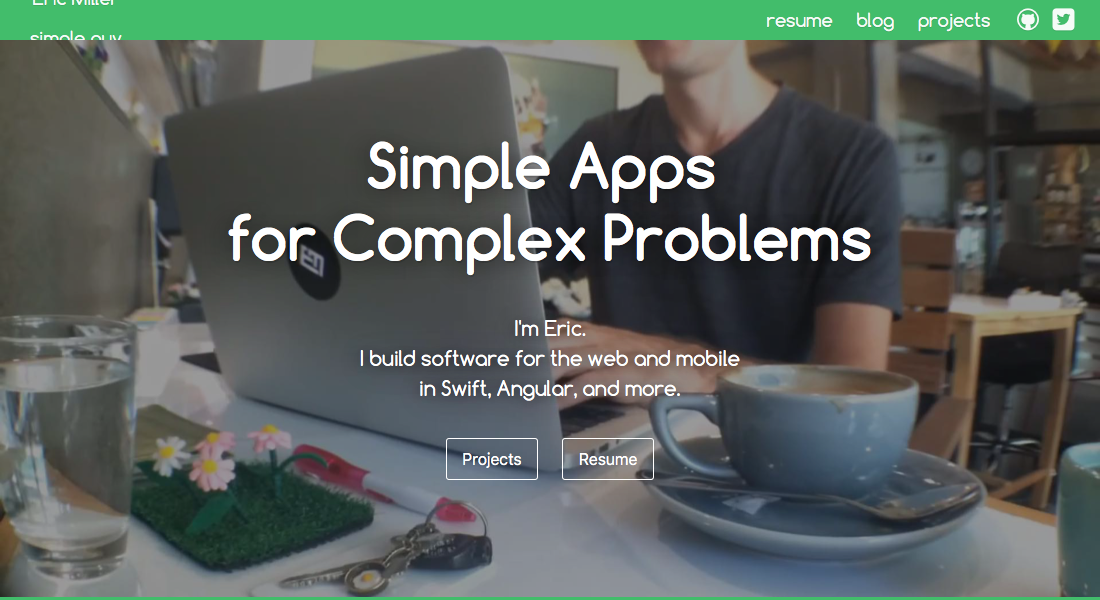 Eric Miller
simple guy
resume blog projects
Simple Apps
for Complex Problems
I'm Eric.
I build software for the web and mobile
in Swift, Angular, and more.
Projects Resume